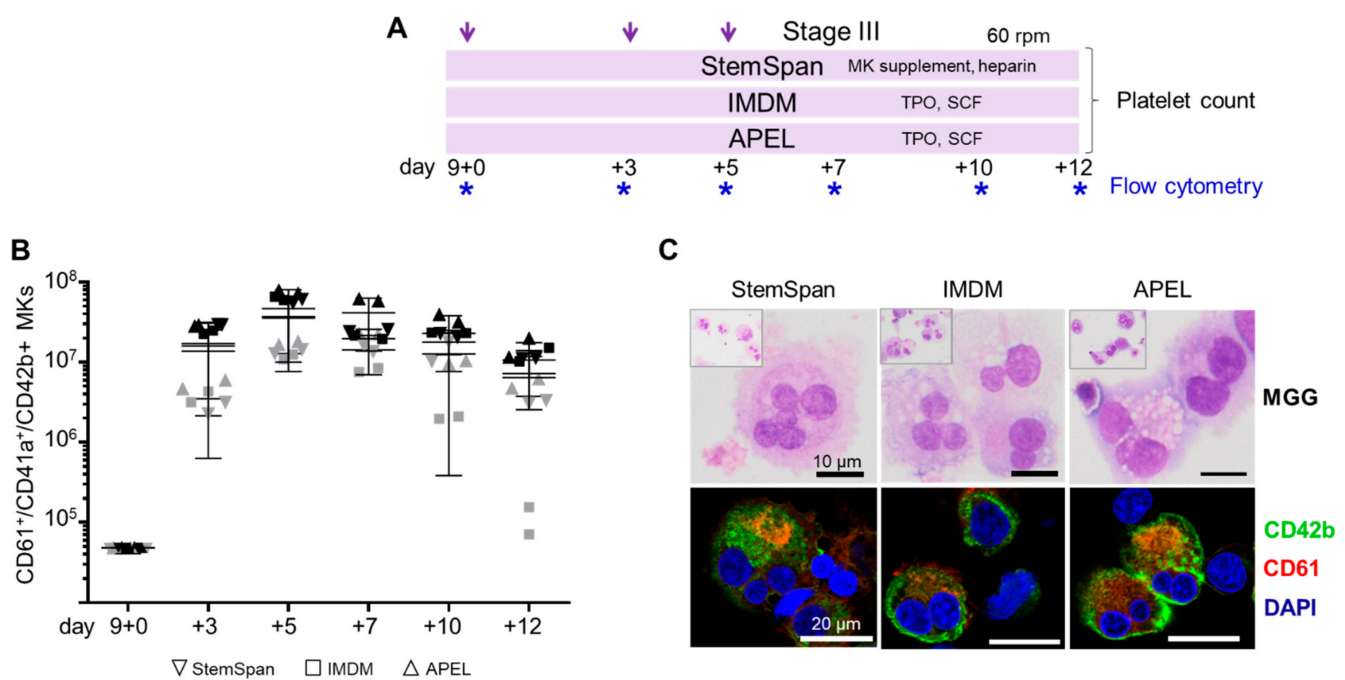 A
Stage III
60 rpm
StemSpan MK supplement, heparin
IMDM TPO, SCF
APEL TPO, SCF
Platelet count
day 9+0 +3 +5 +7 +10 +12
* * * * * * Flow cytometry
B
CD61⁺/CD41a⁺/CD42b+ MKs
10⁸
10⁷
10⁶
10⁵
day 9+0 +3 +5 +7 +10 +12
▽ StemSpan □ IMDM △ APEL
C
StemSpan IMDM APEL
MGG
10 µm
CD42b
CD61
DAPI
20 µm